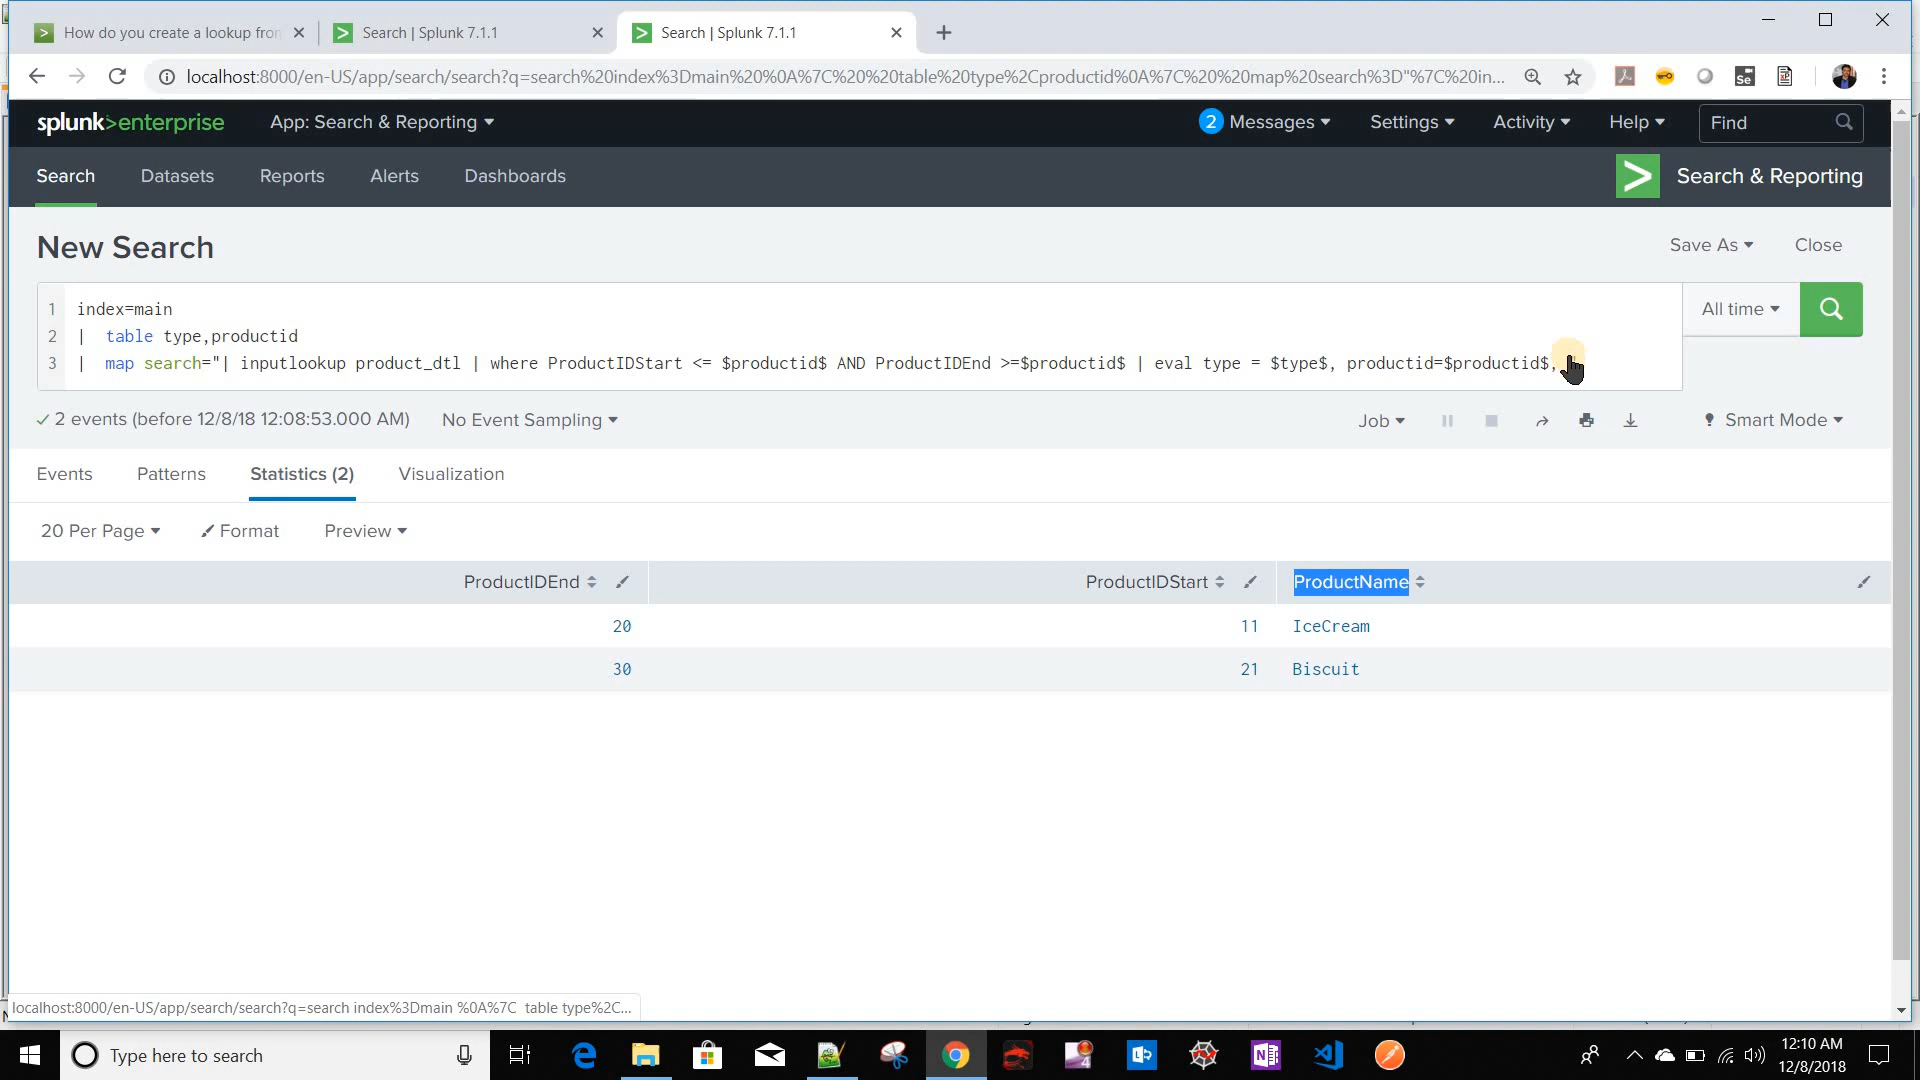 How do you create a lookup fron
Search | Splunk 7.1.1
Search | Splunk 7.1.1
localhost:8000/en-US/app/search/search?q=search%20index%3Dmain%20%0A%7C%20%20table%20type%2Cproductid%0A%7C%20%20map%20search%3D"%7C%20in...
splunk>enterprise
App: Search & Reporting
2 Messages
Settings
Activity
Help
Find
Search
Datasets
Reports
Alerts
Dashboards
Search & Reporting
New Search
Save As
Close
1 index=main
2 | table type,productid
3 | map search="| inputlookup product_dtl | where ProductIDStart <= $productid$ AND ProductIDEnd >=$productid$ | eval type = $type$, productid=$productid$,
All time
2 events (before 12/8/18 12:08:53.000 AM)
No Event Sampling
Job
Smart Mode
Events
Patterns
Statistics (2)
Visualization
20 Per Page
Format
Preview
ProductIDEnd
ProductIDStart
ProductName
20
11
IceCream
30
21
Biscuit
localhost:8000/en-US/app/search/search?q=search index%3Dmain %0A%7C table type%2C...
Type here to search
12:10 AM
12/8/2018